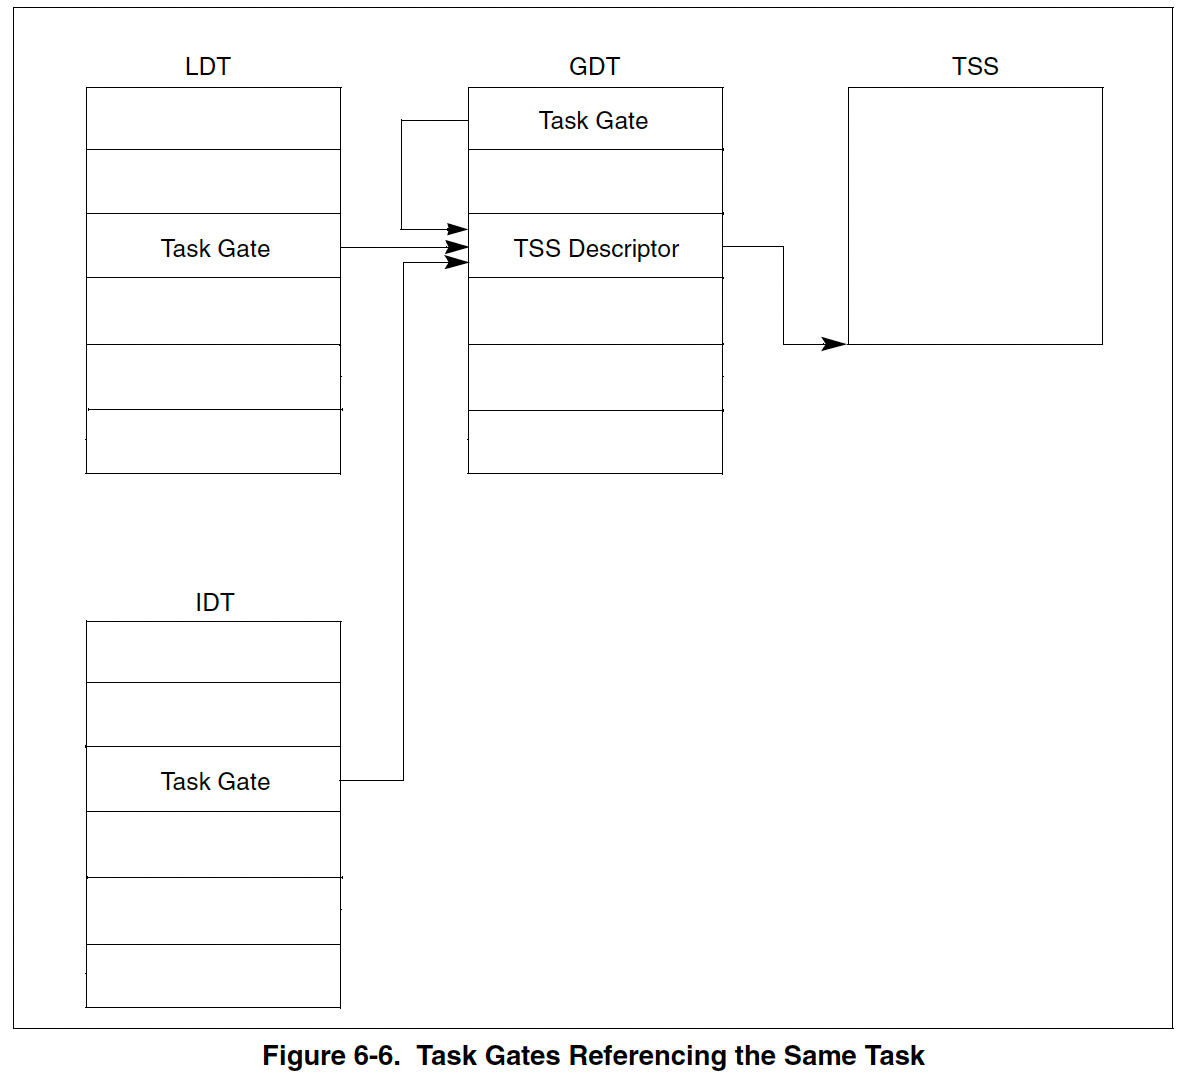 LDT
GDT
TSS
Task Gate
Task Gate
TSS Descriptor
IDT
Task Gate
Figure 6-6. Task Gates Referencing the Same Task